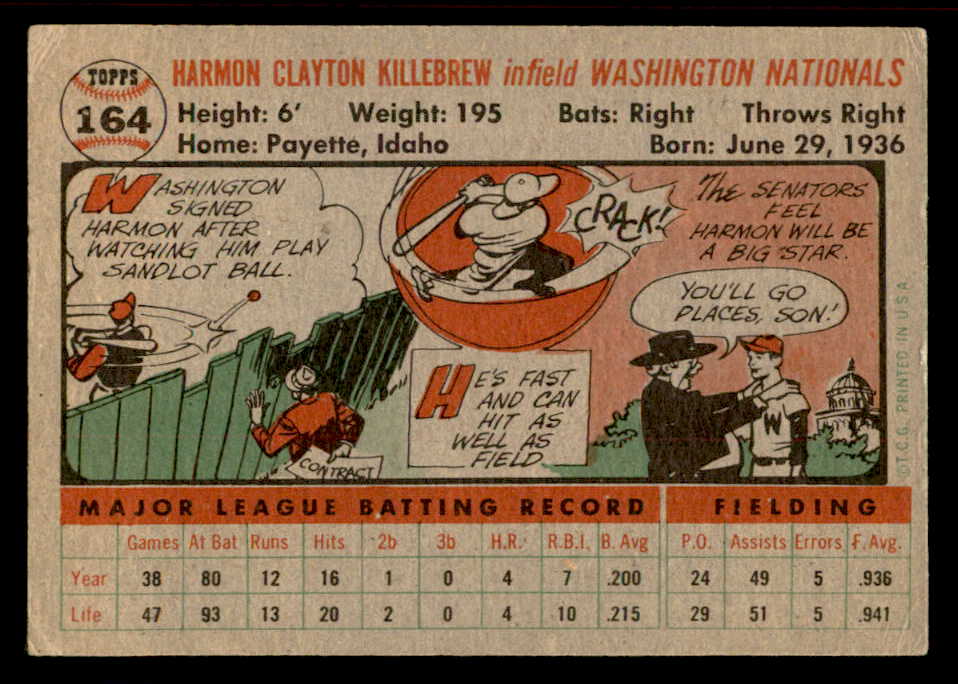 TOPPS
164
HARMON CLAYTON KILLEBREW infield WASHINGTON NATIONALS
Height: 6' Weight: 195 Bats: Right Throws Right
Home: Payette, Idaho Born: June 29, 1936
WASHINGTON
SIGNED
HARMON AFTER
WATCHING HIM PLAY
SANDLOT BALL.
CONTRACT
CRACK!
HE'S FAST
AND CAN
HIT AS
WELL AS
FIELD
THE SENATORS
FEEL
HARMON WILL BE
A BIG STAR.
YOU'LL GO
PLACES, SON!
W
©T.C.G. PRINTED IN U.S.A.
MAJOR LEAGUE BATTING RECORD FIELDING
Games At Bat Runs Hits 2b 3b H.R. R.B.I. B. Avg P.O. Assists Errors F. Avg.
Year 38 80 12 16 1 0 4 7 .200 24 49 5 .936
Life 47 93 13 20 2 0 4 10 .215 29 51 5 .941